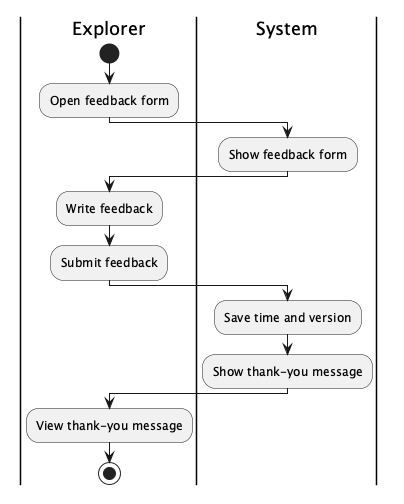 Explorer
System
Open feedback form
Show feedback form
Write feedback
Submit feedback
Save time and version
Show thank-you message
View thank-you message